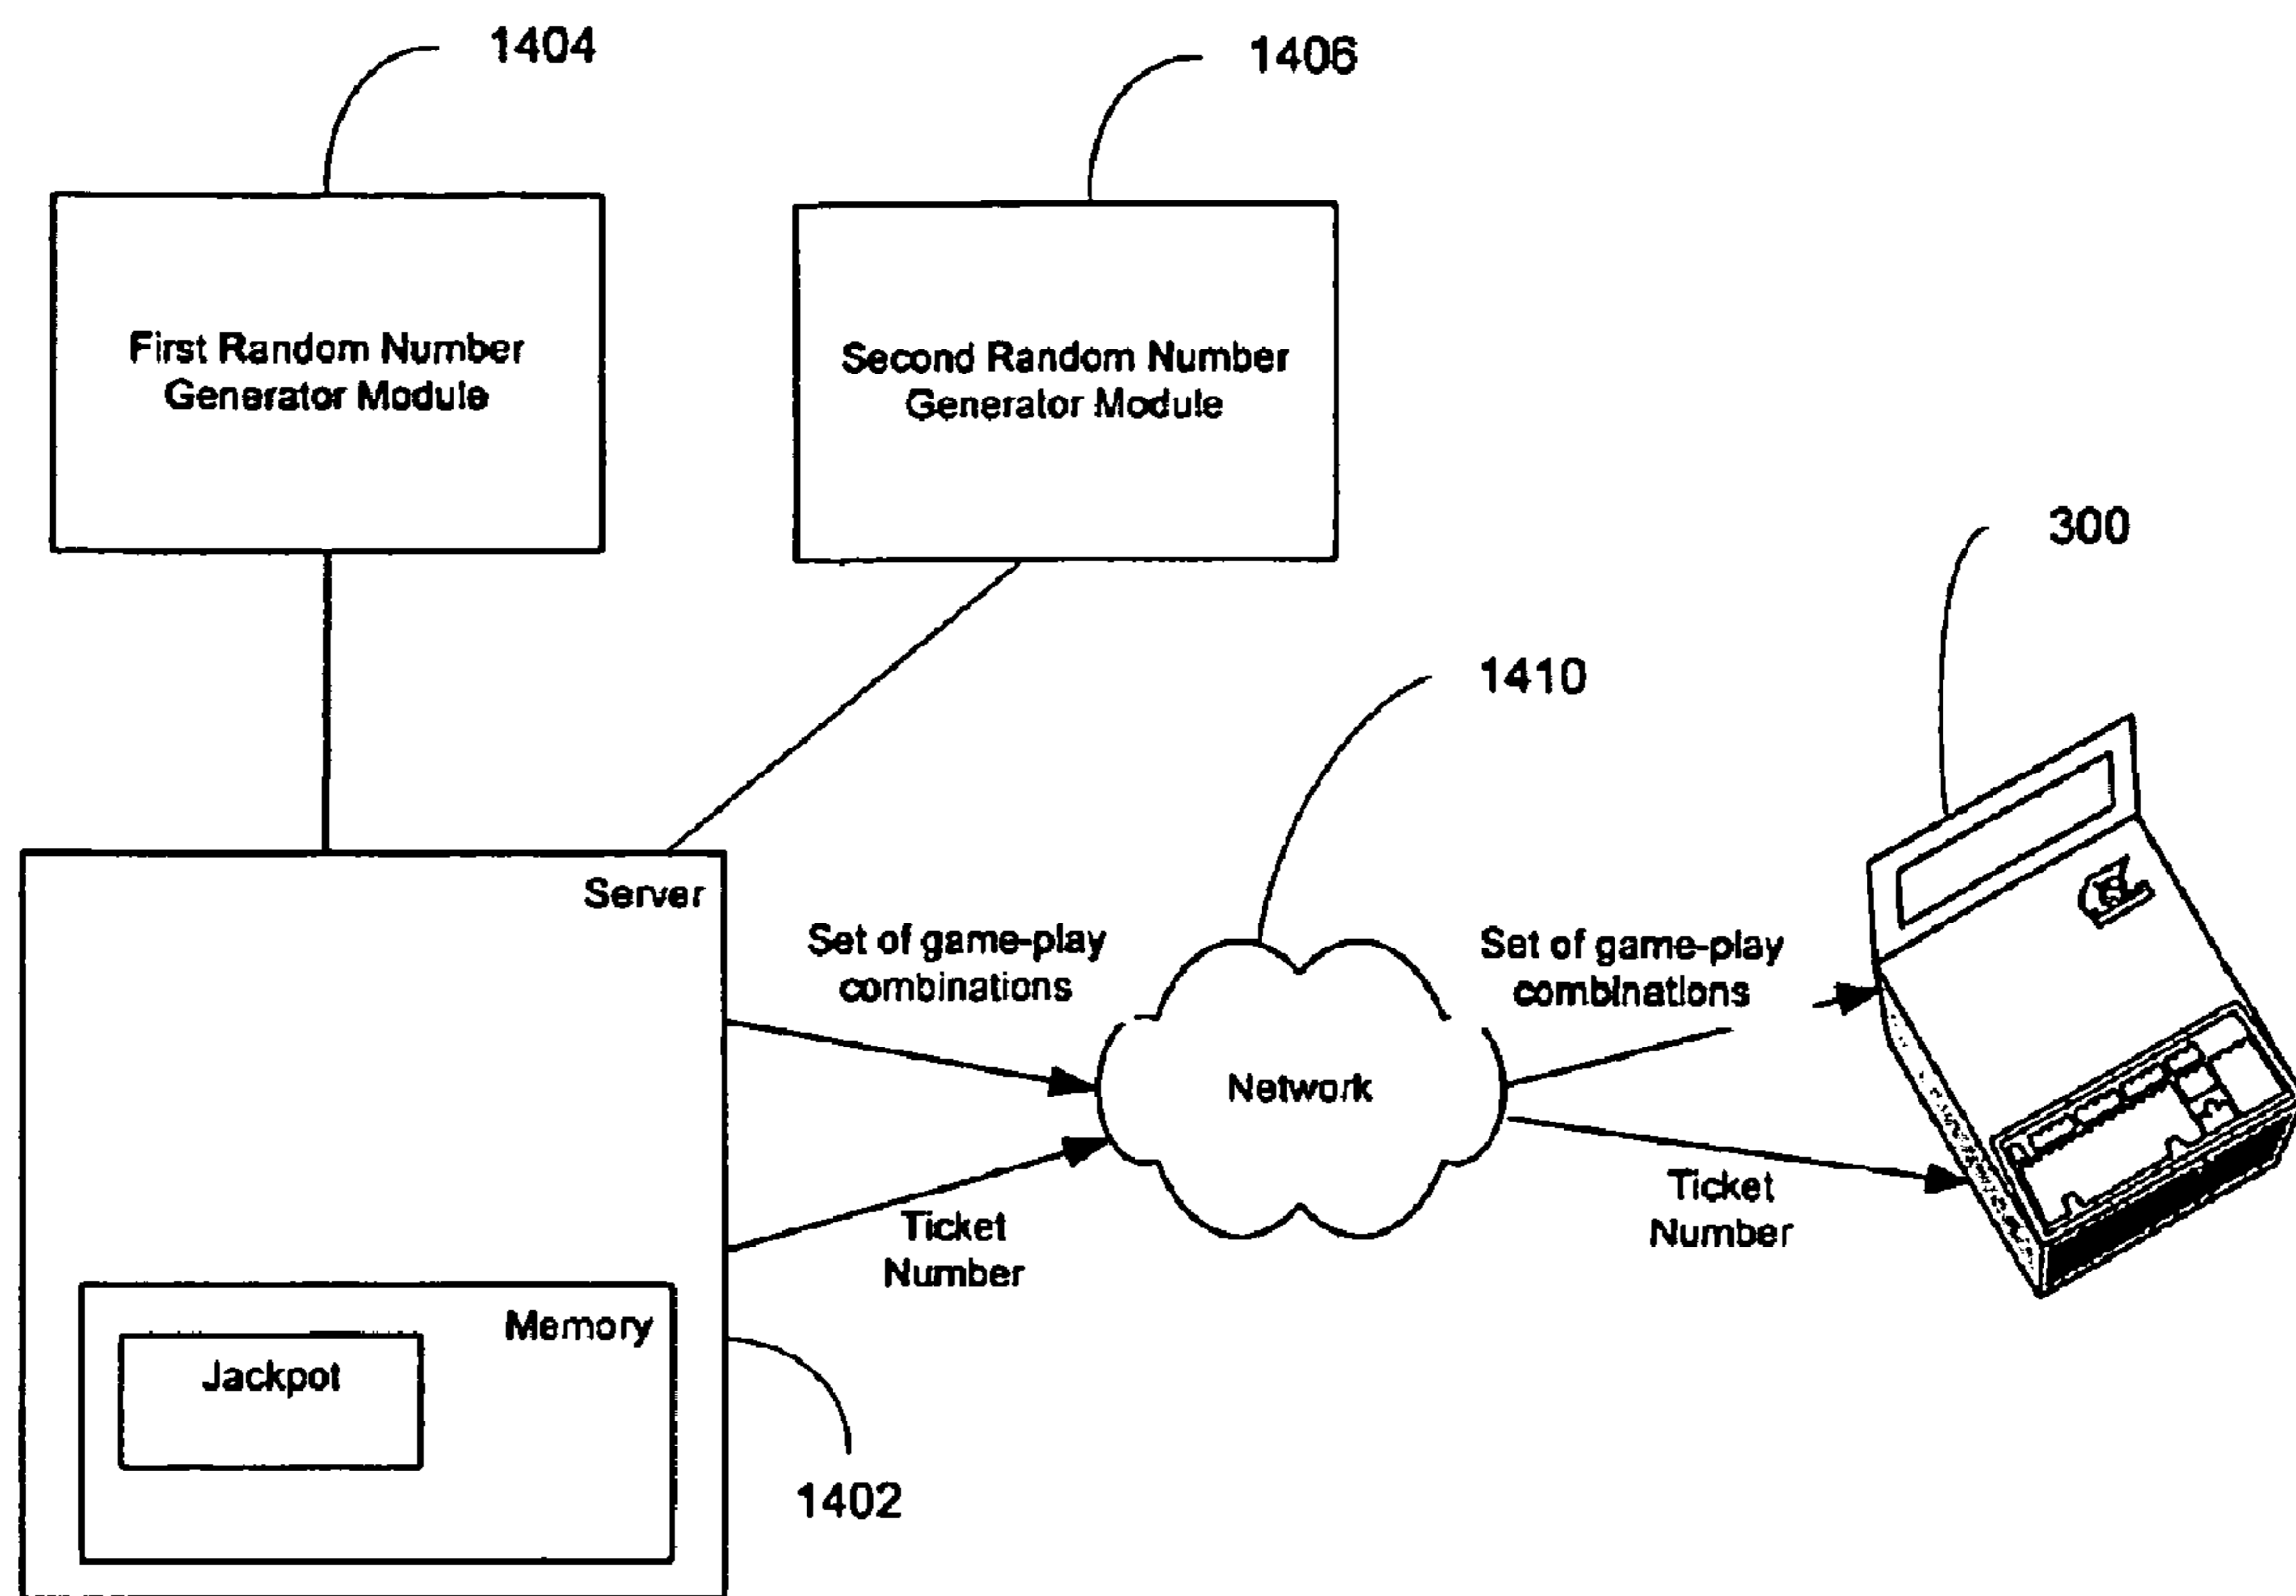 1404
1406
First Random Number
Generator Module
Second Random Number
Generator Module
300
1410
Server
Set of game-play
combinations
Set of game-play
combinations
Network
Ticket
Number
Ticket
Number
Memory
Jackpot
1402